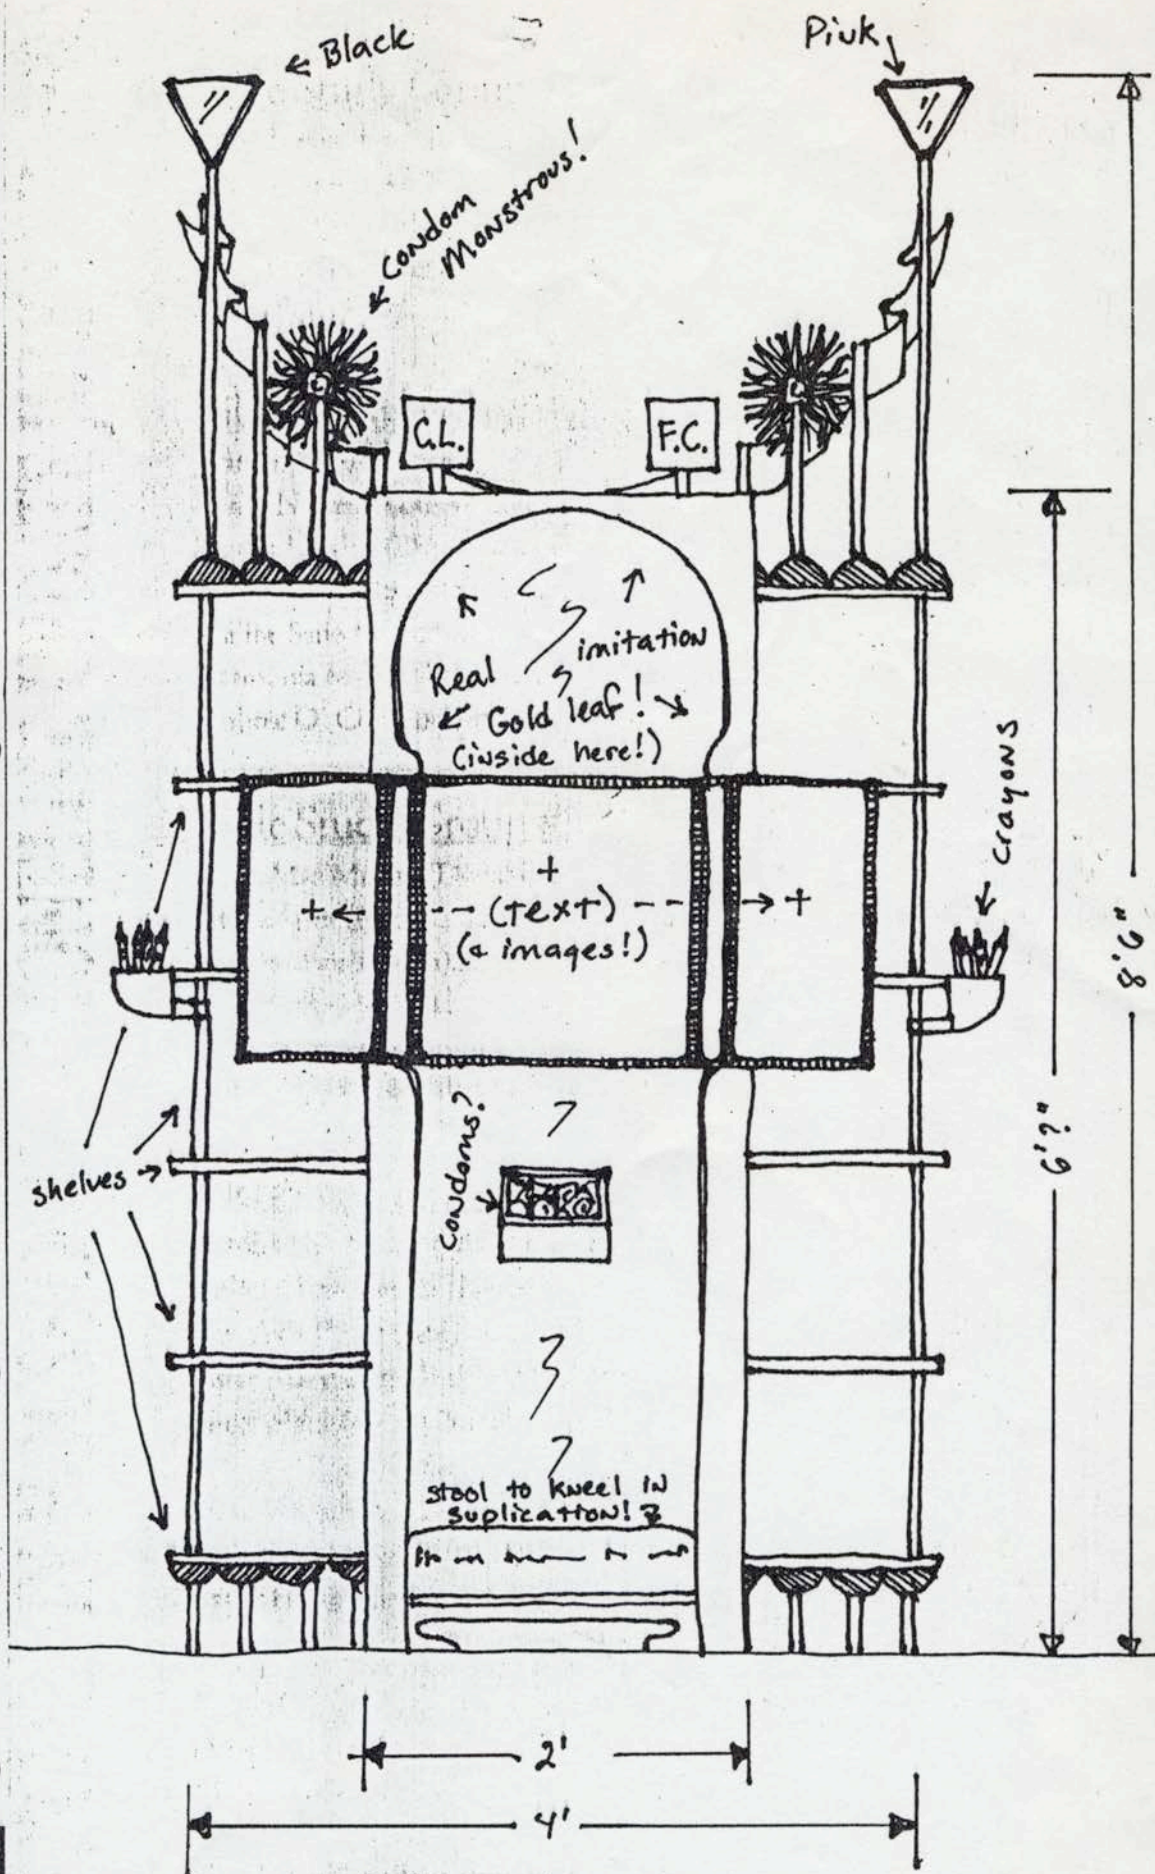 ← Black
Pink
Condom
Monstrous!
C.L.
F.C.
Real
imitation
Gold leaf!
(inside here!)
crayons
+
+ ← -- (text) -- → +
(& images!)
8'6"
6'?"
condoms?
shelves →
stool to kneel in
suplication!
2'
4'